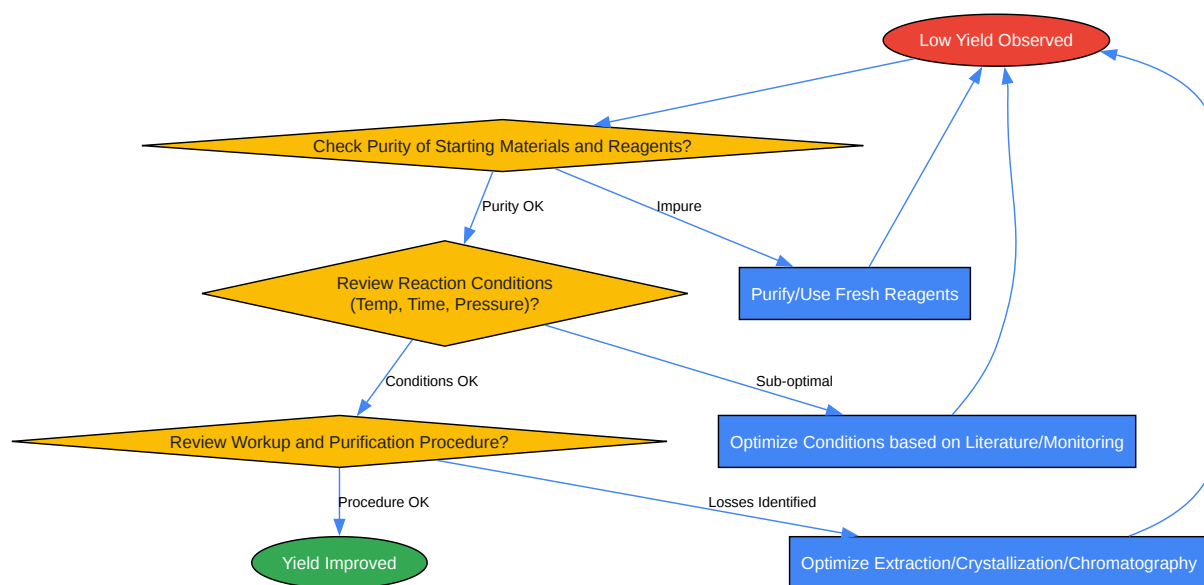 Low Yield Observed
Check Purity of Starting Materials and Reagents?
Purity OK
Impure
Review Reaction Conditions
(Temp, Time, Pressure)?
Purify/Use Fresh Reagents
Conditions OK
Sub-optimal
Review Workup and Purification Procedure?
Optimize Conditions based on Literature/Monitoring
Procedure OK
Losses Identified
Yield Improved
Optimize Extraction/Crystallization/Chromatography